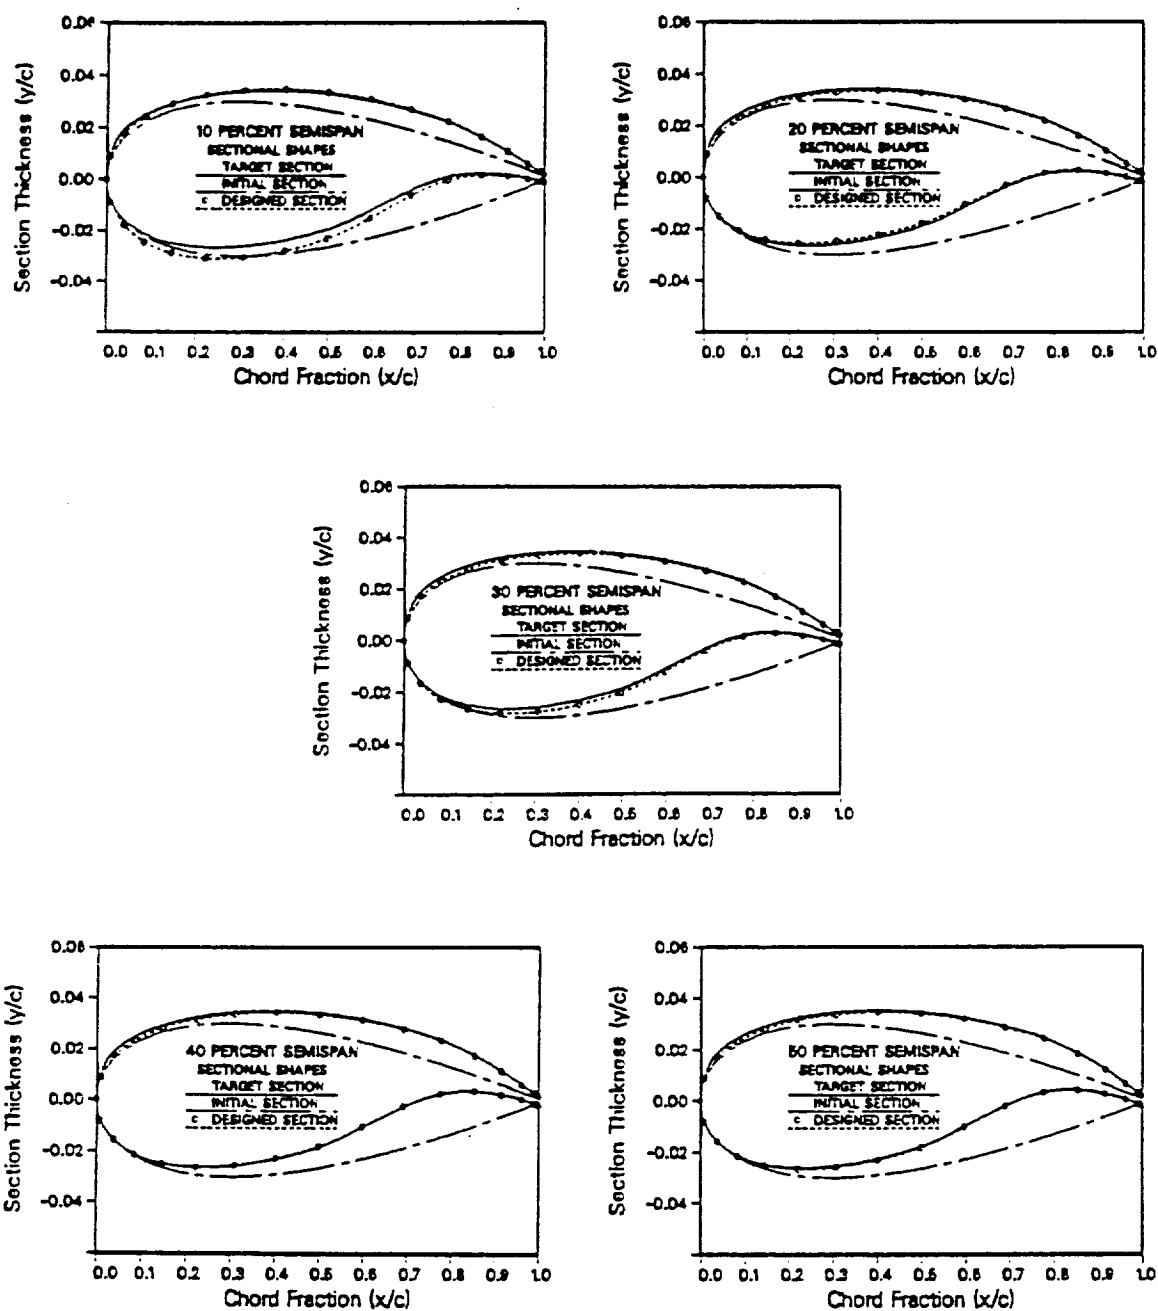 0.06
0.04
0.02
0.00
-0.02
-0.04
Section Thickness (y/c)
10 PERCENT SEMISPAN
SECTIONAL SHAPES
TARGET SECTION
INITIAL SECTION
c DESIGNED SECTION
0.0 0.1 0.2 0.3 0.4 0.5 0.6 0.7 0.8 0.9 1.0
Chord Fraction (x/c)
0.06
0.04
0.02
0.00
-0.02
-0.04
Section Thickness (y/c)
20 PERCENT SEMISPAN
SECTIONAL SHAPES
TARGET SECTION
INITIAL SECTION
c DESIGNED SECTION
0.0 0.1 0.2 0.3 0.4 0.5 0.6 0.7 0.8 0.9 1.0
Chord Fraction (x/c)
0.06
0.04
0.02
0.00
-0.02
-0.04
Section Thickness (y/c)
30 PERCENT SEMISPAN
SECTIONAL SHAPES
TARGET SECTION
INITIAL SECTION
c DESIGNED SECTION
0.0 0.1 0.2 0.3 0.4 0.5 0.6 0.7 0.8 0.9 1.0
Chord Fraction (x/c)
0.06
0.04
0.02
0.00
-0.02
-0.04
Section Thickness (y/c)
40 PERCENT SEMISPAN
SECTIONAL SHAPES
TARGET SECTION
INITIAL SECTION
c DESIGNED SECTION
0.0 0.1 0.2 0.3 0.4 0.5 0.6 0.7 0.8 0.9 1.0
Chord Fraction (x/c)
0.06
0.04
0.02
0.00
-0.02
-0.04
Section Thickness (y/c)
50 PERCENT SEMISPAN
SECTIONAL SHAPES
TARGET SECTION
INITIAL SECTION
c DESIGNED SECTION
0.0 0.1 0.2 0.3 0.4 0.5 0.6 0.7 0.8 0.9 1.0
Chord Fraction (x/c)